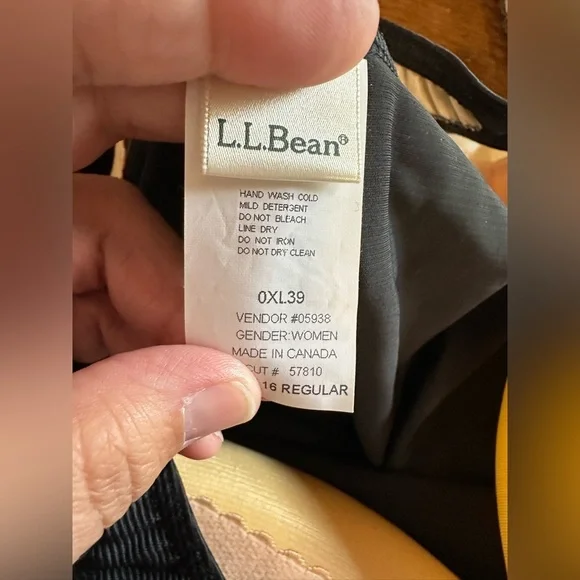 L.L.Bean®
HAND WASH COLD
MILD DETERGENT
DO NOT BLEACH
LINE DRY
DO NOT IRON
DO NOT DRY CLEAN
0XL39
VENDOR #05938
GENDER:WOMEN
MADE IN CANADA
CUT # 57810
16 REGULAR